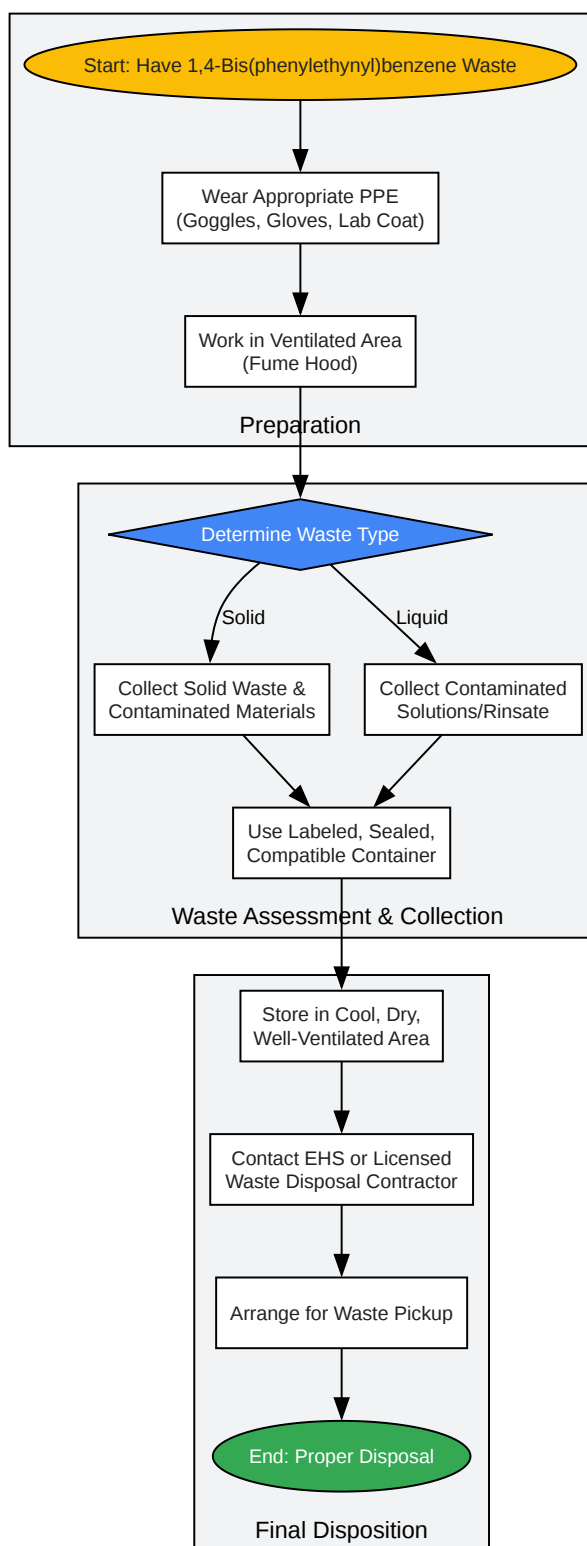 Start: Have 1,4-Bis(phenylethynyl)benzene Waste
Wear Appropriate PPE
(Goggles, Gloves, Lab Coat)
Work in Ventilated Area
(Fume Hood)
Preparation
Determine Waste Type
Solid
Liquid
Collect Solid Waste &
Contaminated Materials
Collect Contaminated
Solutions/Rinsate
Use Labeled, Sealed,
Compatible Container
Waste Assessment & Collection
Store in Cool, Dry,
Well-Ventilated Area
Contact EHS or Licensed
Waste Disposal Contractor
Arrange for Waste Pickup
End: Proper Disposal
Final Disposition